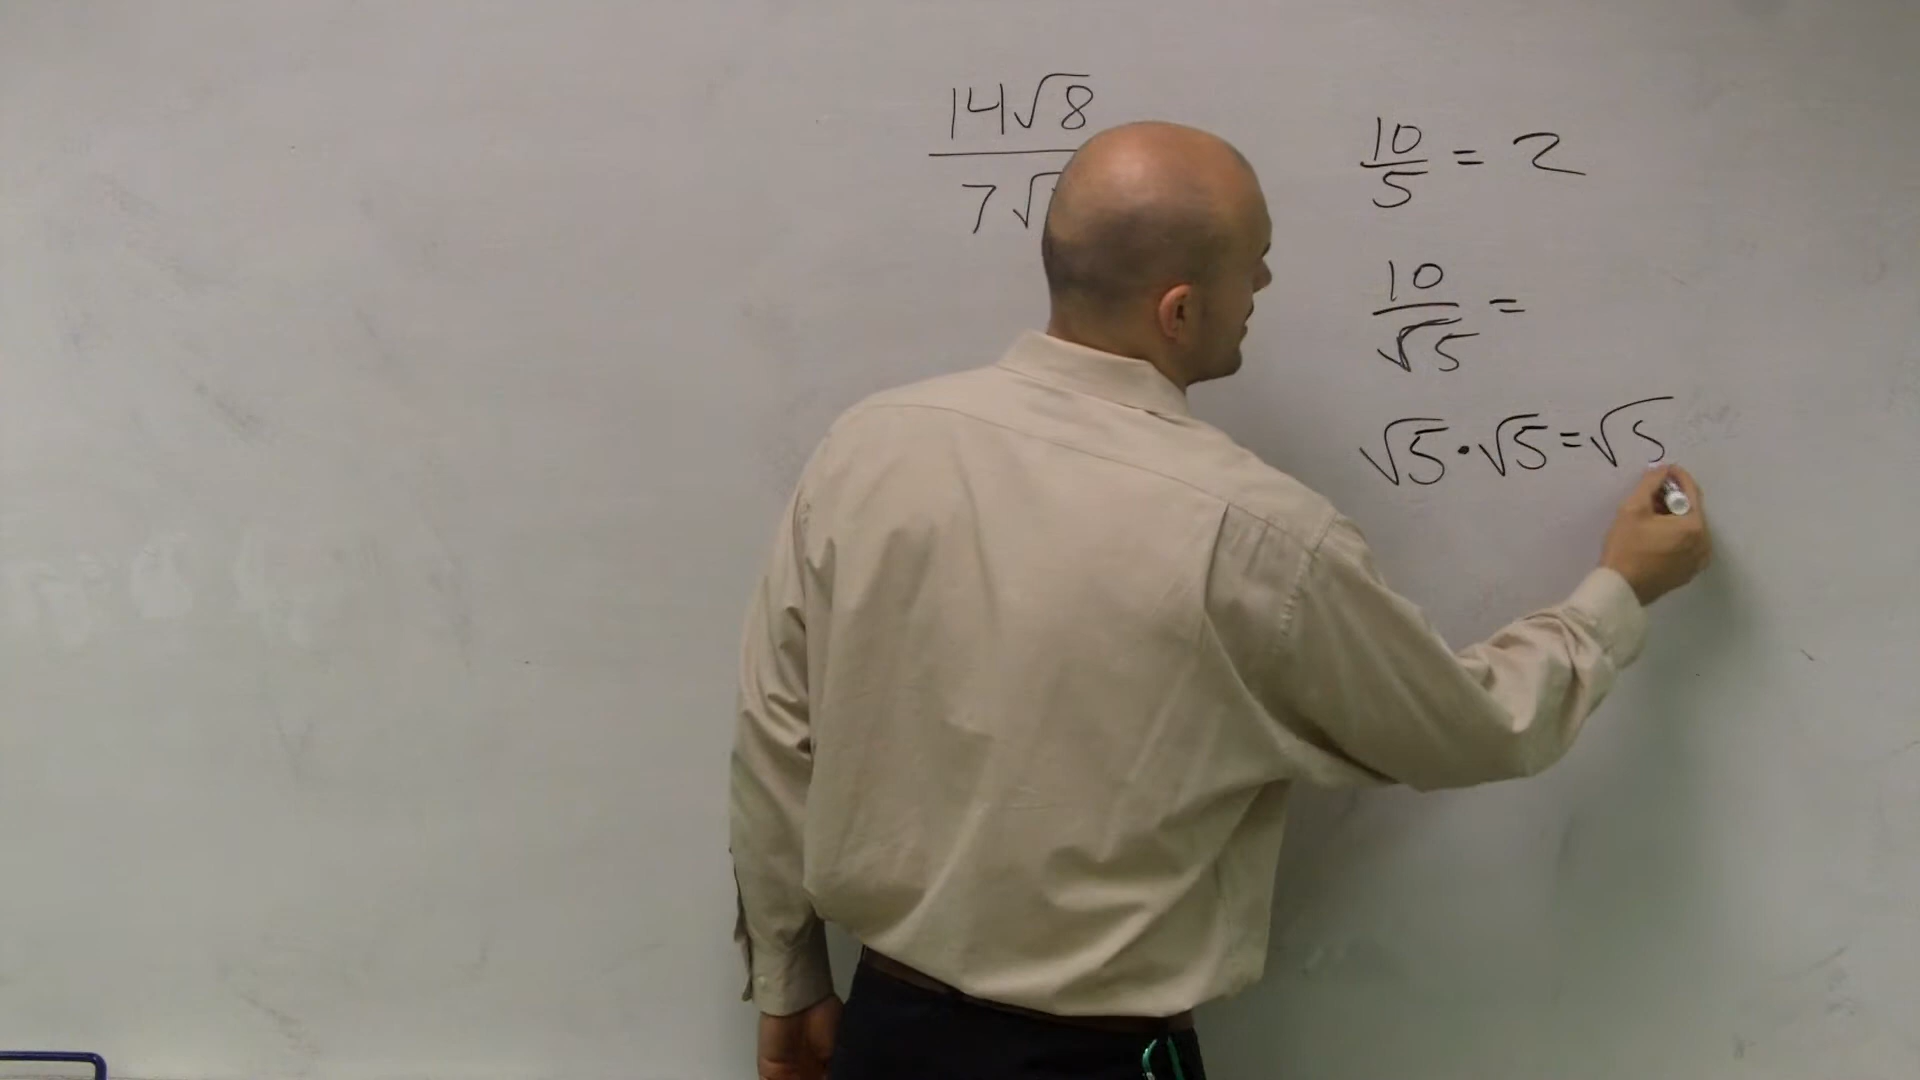 14√8
7√
10/5 = 2
10/√5 =
√5·√5=√5